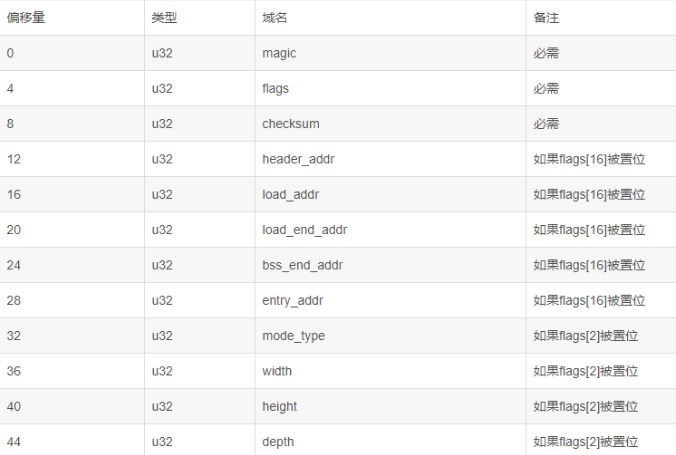 偏移量 类型 域名 备注
0 u32 magic 必需
4 u32 flags 必需
8 u32 checksum 必需
12 u32 header_addr 如果flags[16]被置位
16 u32 load_addr 如果flags[16]被置位
20 u32 load_end_addr 如果flags[16]被置位
24 u32 bss_end_addr 如果flags[16]被置位
28 u32 entry_addr 如果flags[16]被置位
32 u32 mode_type 如果flags[2]被置位
36 u32 width 如果flags[2]被置位
40 u32 height 如果flags[2]被置位
44 u32 depth 如果flags[2]被置位